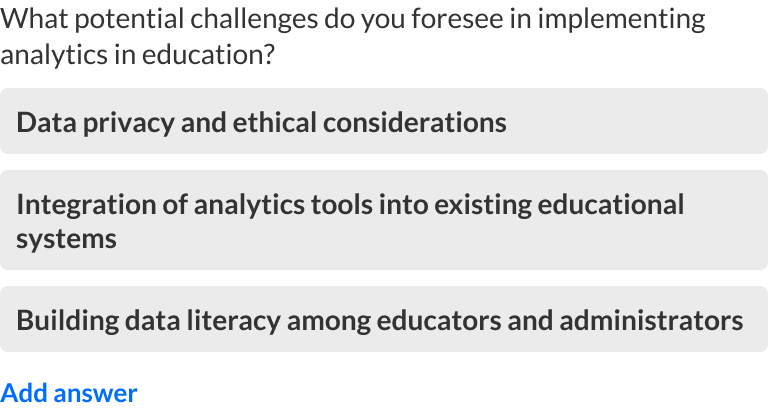 What potential challenges do you foresee in implementing
analytics in education?
Data privacy and ethical considerations
Integration of analytics tools into existing educational
systems
Building data literacy among educators and administrators
Add answer